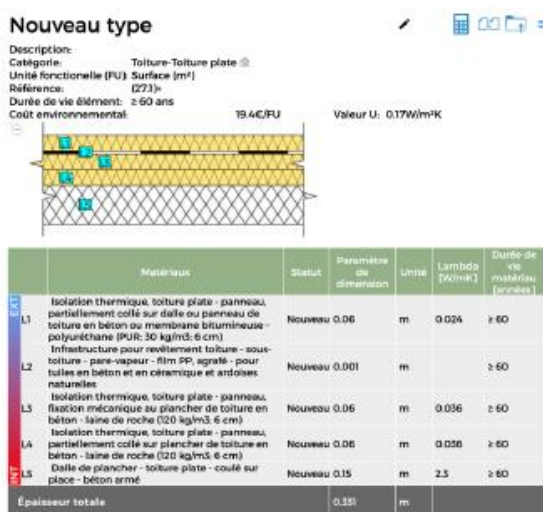 Nouveau type
Description:
Catégorie: Toiture-Toiture plate
Unité fonctionelle (FU): Surface (m²)
Référence: (27.1)+
Durée de vie élément: ≥ 60 ans
Coût environnemental: 19.4€/FU Valeur U: 0.17W/m²K
L1
L2
L3
L4
L5
Matériaux Statut Paramètre de dimension Unité Lambda [W/mK] Durée de vie matériau [années]
EXT
L1 Isolation thermique, toiture plate - panneau,
partiellement collé sur dalle ou panneau de
toiture en béton ou membrane bitumineuse -
polyuréthane (PUR; 30 kg/m3; 6 cm) Nouveau 0.06 m 0.024 ≥ 60
L2 Infrastructure pour revêtement toiture - sous-
toiture - pare-vapeur - film PP, agrafé - pour
tuiles en béton et en céramique et ardoises
naturelles Nouveau 0.001 m ≥ 60
L3 Isolation thermique, toiture plate - panneau,
fixation mécanique au plancher de toiture en
béton - laine de roche (120 kg/m3; 6 cm) Nouveau 0.06 m 0.036 ≥ 60
L4 Isolation thermique, toiture plate - panneau,
partiellement collé sur plancher de toiture en
béton - laine de roche (120 kg/m3; 6 cm) Nouveau 0.06 m 0.036 ≥ 60
INT
L5 Dalle de plancher - toiture plate - coulé sur
place - béton armé Nouveau 0.15 m 2.3 ≥ 60
Épaisseur totale 0.331 m